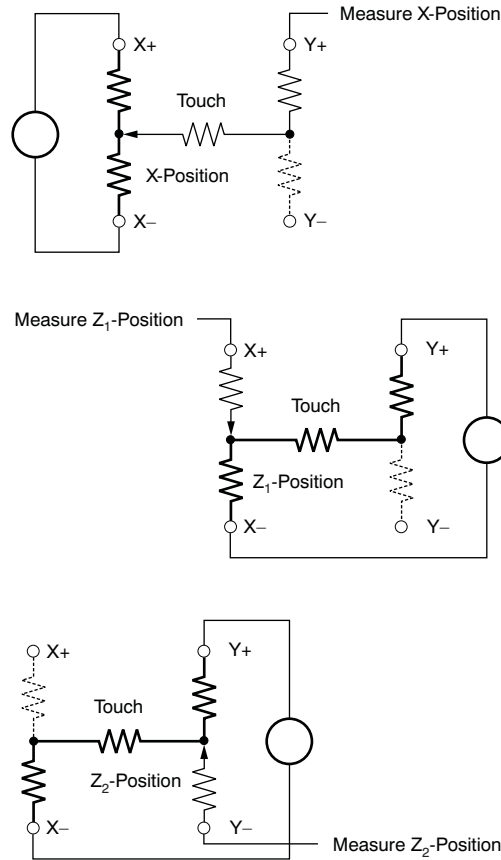 Measure X-Position
X+
Y+
Touch
X-Position
X–
Y–
Measure Z₁-Position
X+
Y+
Touch
Z₁-Position
X–
Y–
X+
Y+
Touch
Z₂-Position
X–
Y–
Measure Z₂-Position